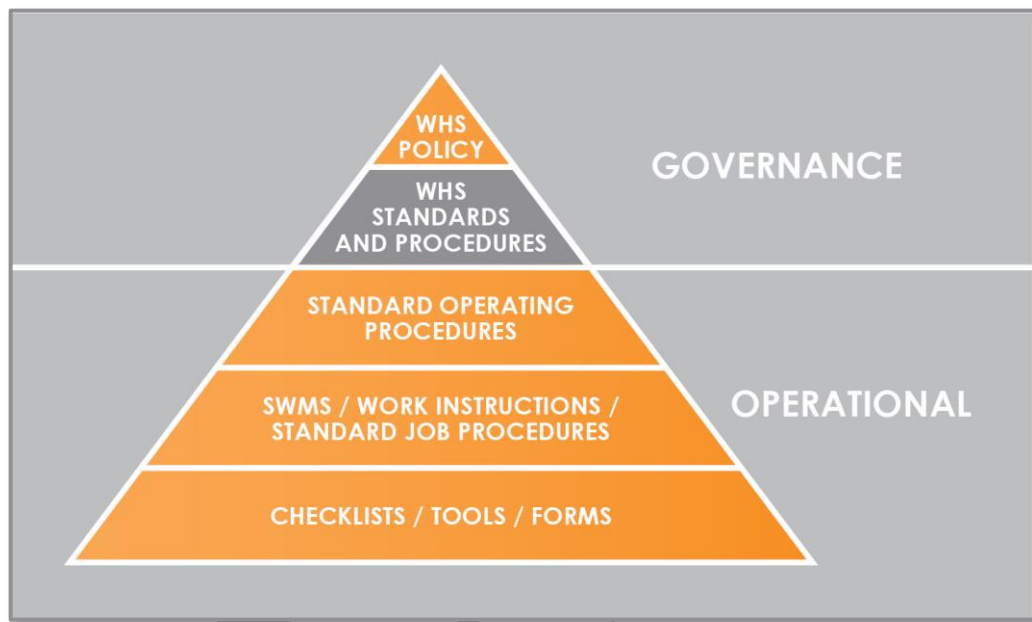 WHS
POLICY
GOVERNANCE
WHS
STANDARDS
AND PROCEDURES
STANDARD OPERATING
PROCEDURES
SWMS / WORK INSTRUCTIONS /
STANDARD JOB PROCEDURES
OPERATIONAL
CHECKLISTS / TOOLS / FORMS